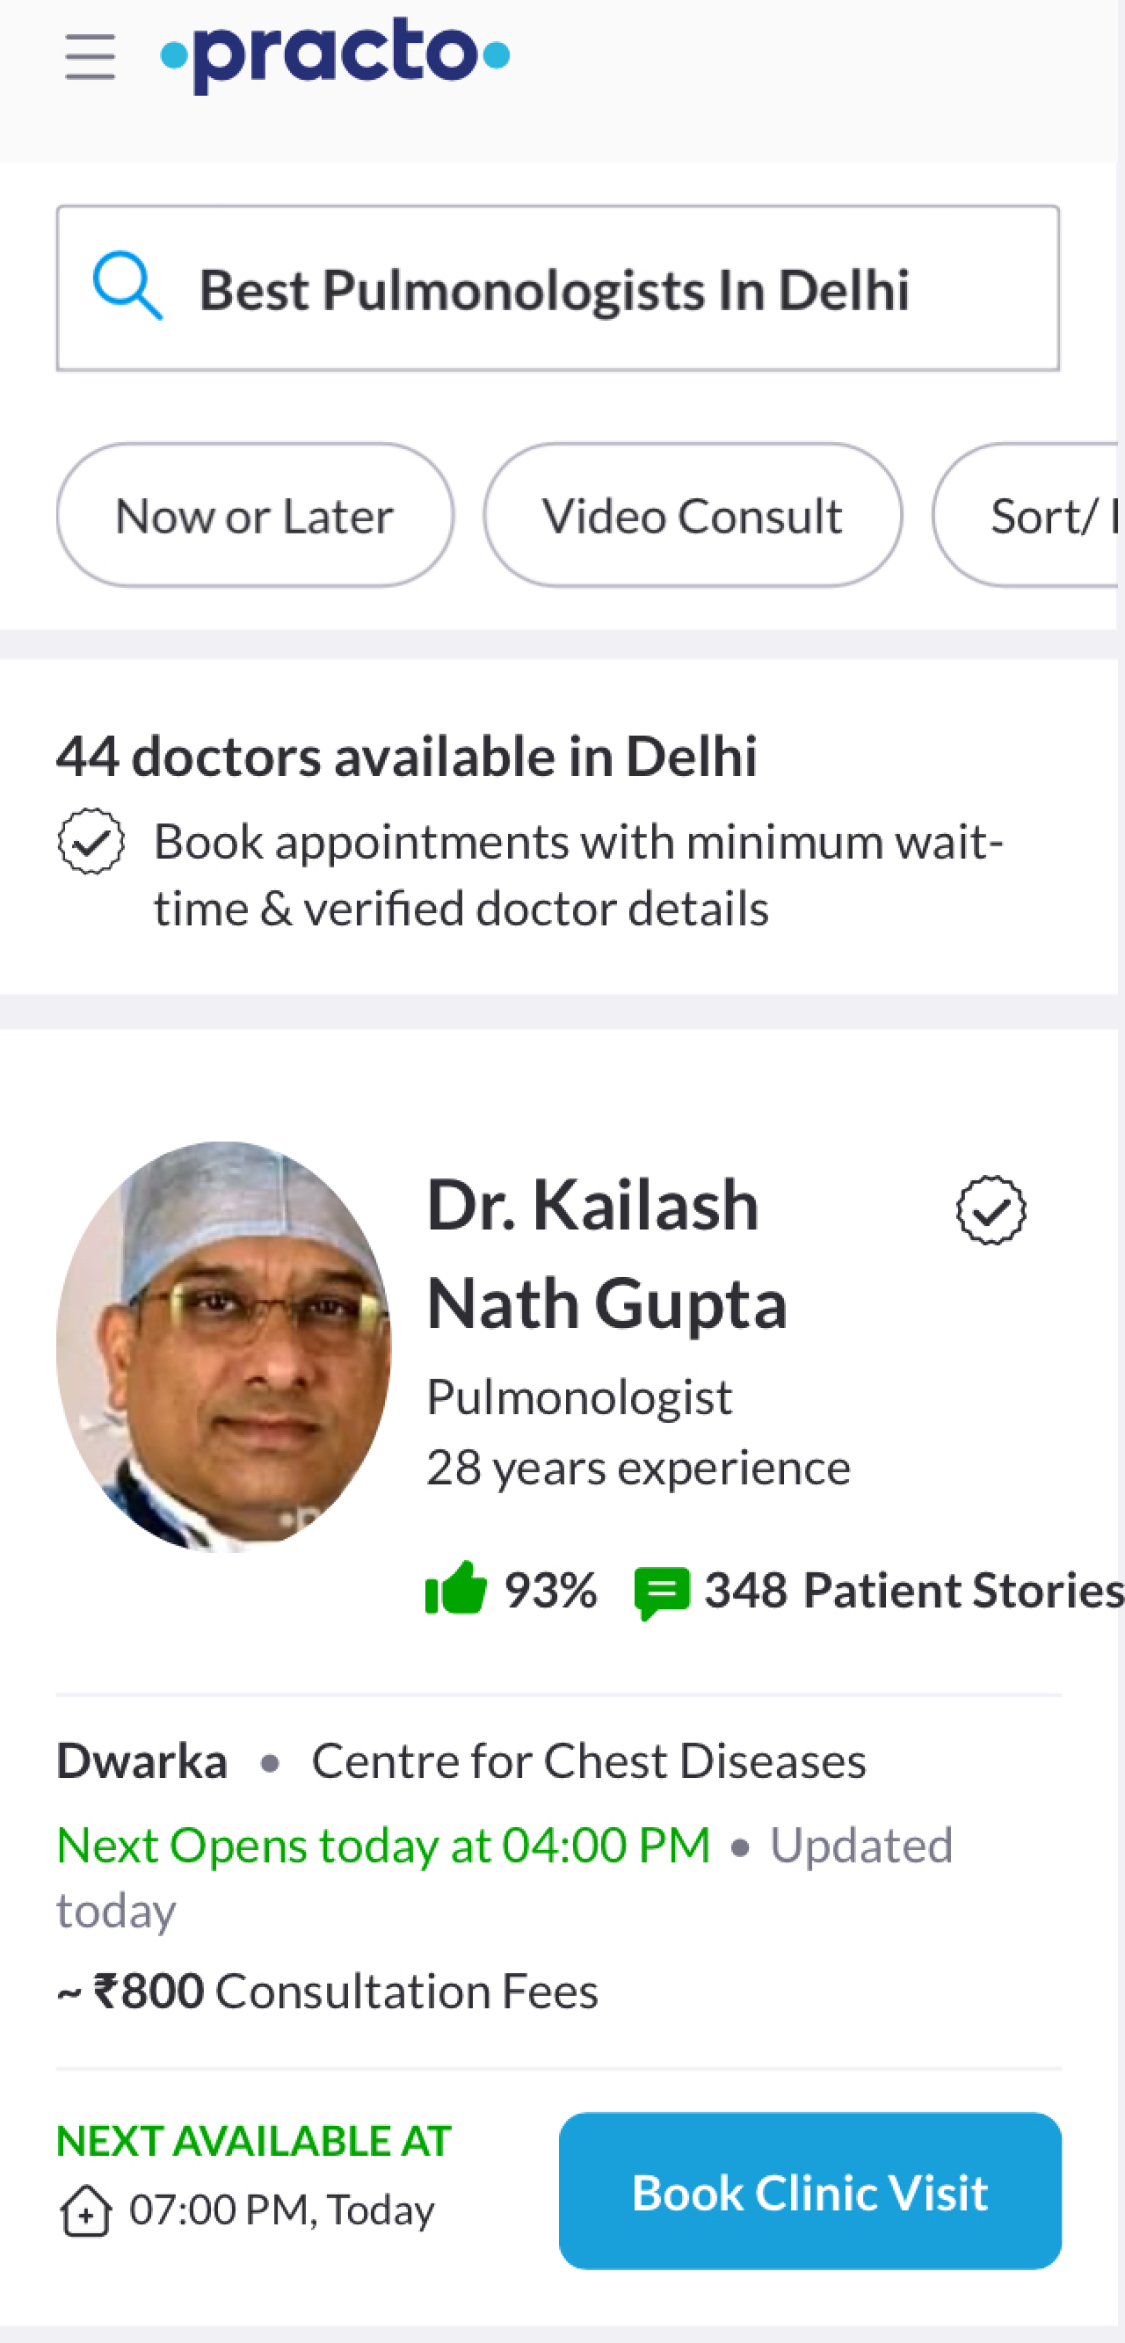 practo
Best Pulmonologists In Delhi
Now or Later
Video Consult
Sort/
44 doctors available in Delhi
Book appointments with minimum wait-
time & verified doctor details
Dr. Kailash
Nath Gupta
Pulmonologist
28 years experience
93%
348 Patient Stories
Dwarka • Centre for Chest Diseases
Next Opens today at 04:00 PM • Updated
today
~ ₹800 Consultation Fees
NEXT AVAILABLE AT
07:00 PM, Today
Book Clinic Visit